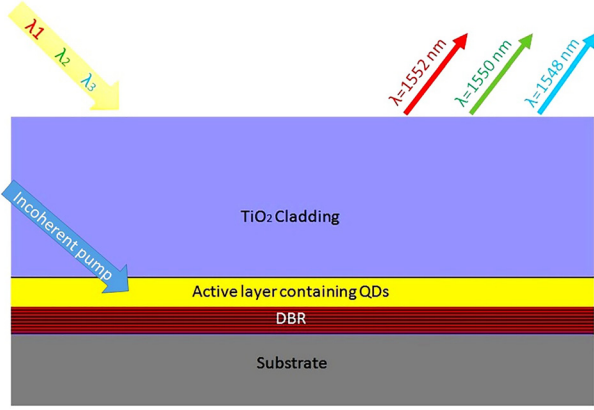 λ1
λ2
λ3
λ=1552 nm
λ=1550 nm
λ=1548 nm
TiO2 Cladding
Incoherent pump
Active layer containing QDs
DBR
Substrate